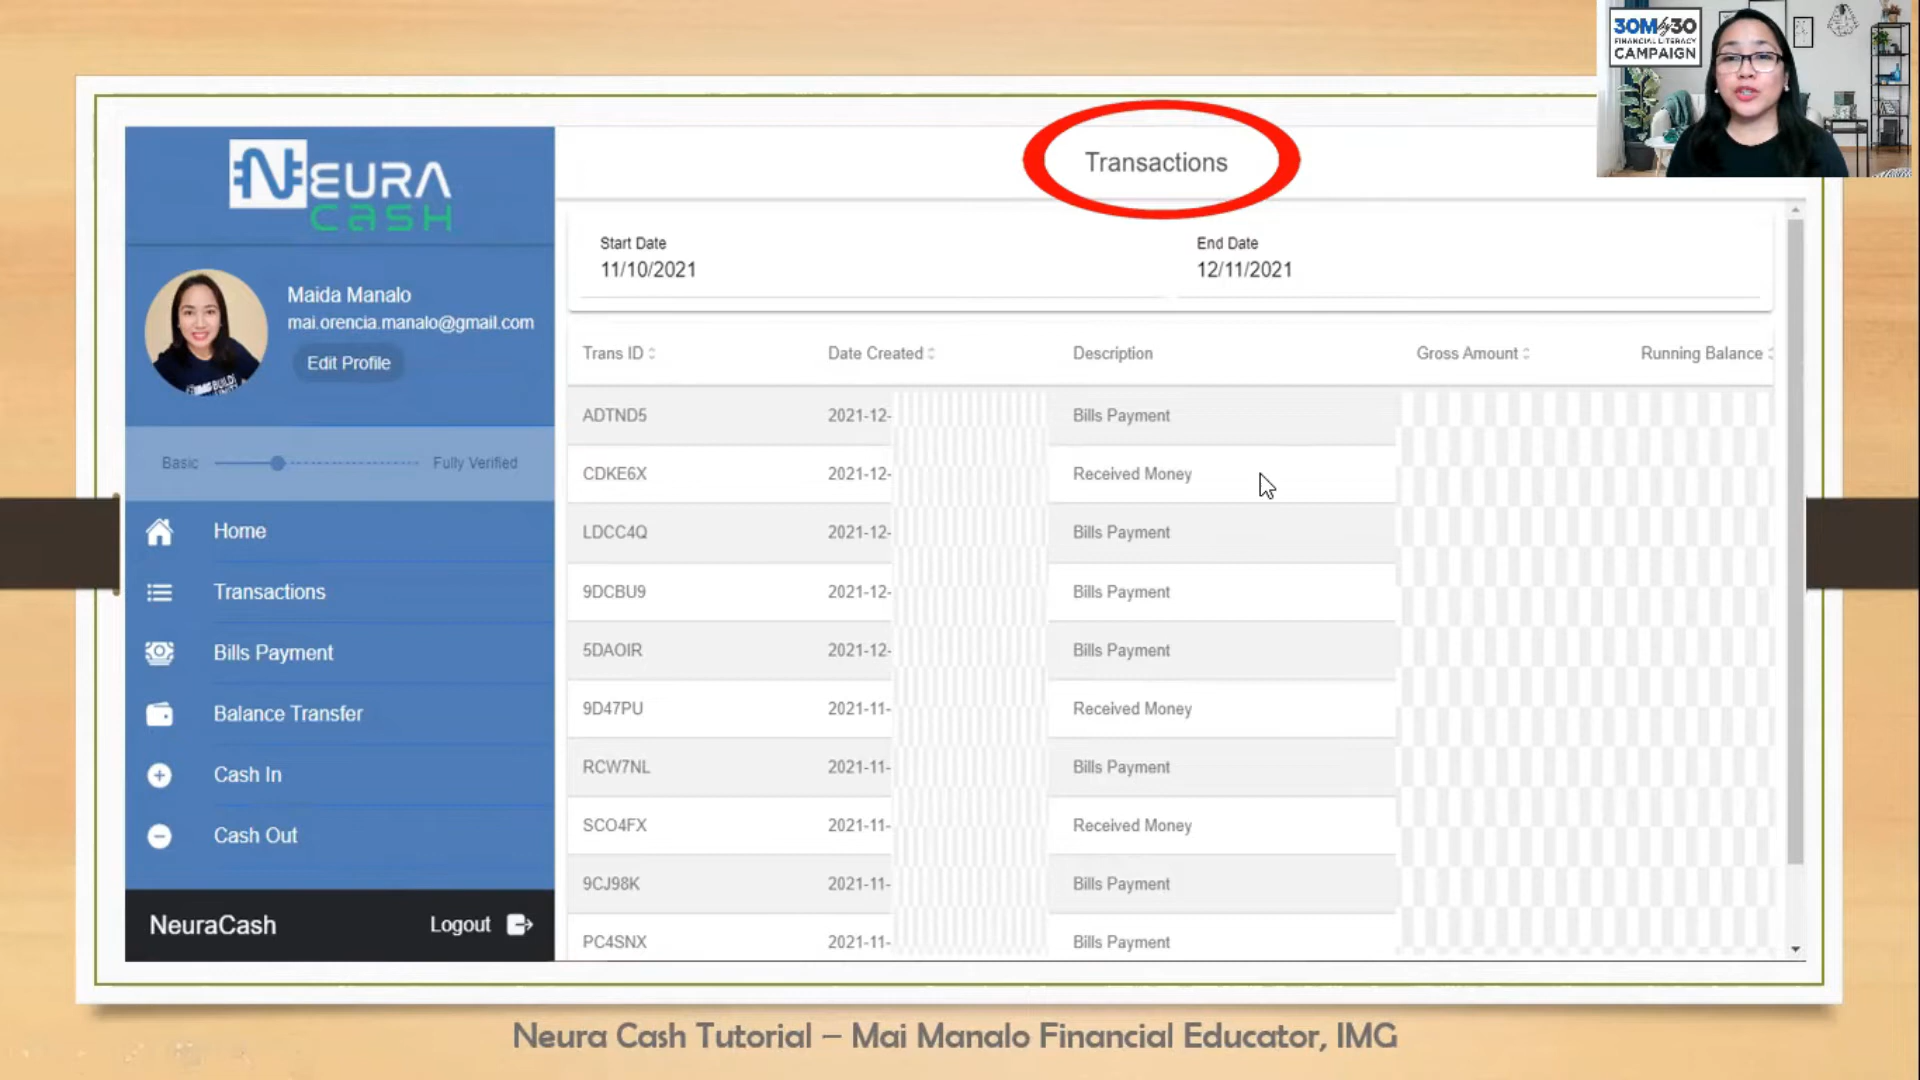 30M by 30
FINANCIAL LITERACY
CAMPAIGN
NEURA
CASH
Transactions
Maida Manalo
mai.orencia.manalo@gmail.com
Edit Profile
Basic
Fully Verified
Home
Transactions
Bills Payment
Balance Transfer
Cash In
Cash Out
NeuraCash
Logout
Start Date
End Date
11/10/2021
12/11/2021
Trans ID Date Created Description Gross Amount Running Balance
ADTND5 2021-12- Bills Payment
CDKE6X 2021-12- Received Money
LDCC4Q 2021-12- Bills Payment
9DCBU9 2021-12- Bills Payment
5DAOIR 2021-12- Bills Payment
9D47PU 2021-11- Received Money
RCW7NL 2021-11- Bills Payment
SCO4FX 2021-11- Received Money
9CJ98K 2021-11- Bills Payment
PC4SNX 2021-11- Bills Payment
Neura Cash Tutorial – Mai Manalo Financial Educator, IMG